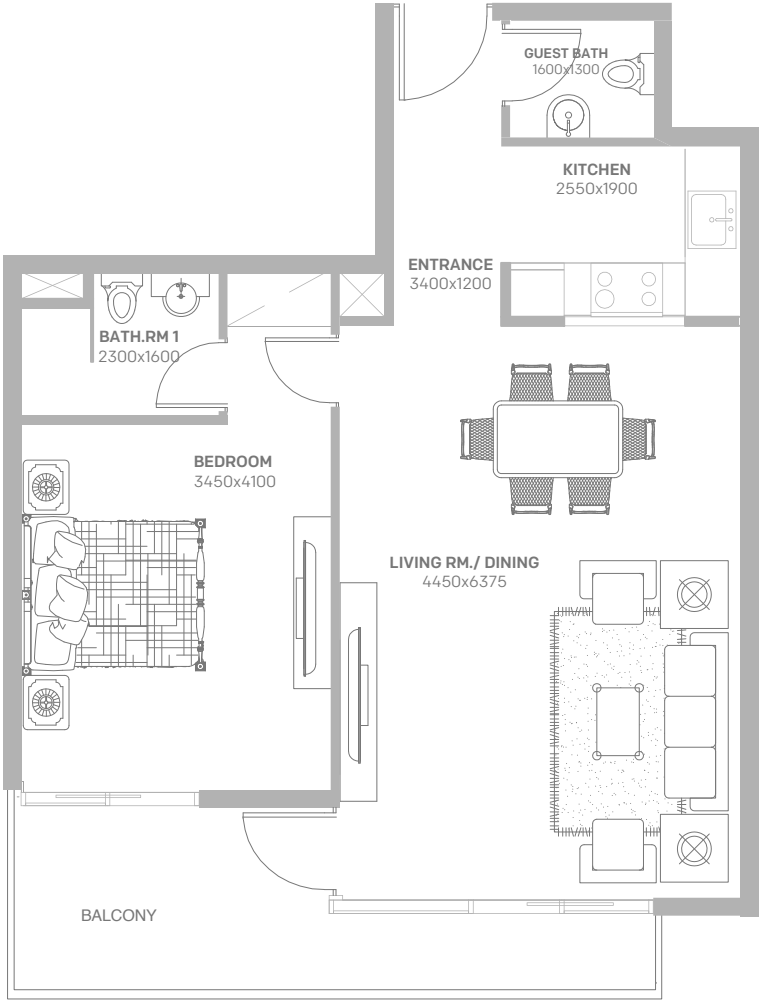 GUEST BATH
1600x1300
KITCHEN
2550x1900
ENTRANCE
3400x1200
BATH.RM 1
2300x1600
BEDROOM
3450x4100
LIVING RM./ DINING
4450x6375
BALCONY